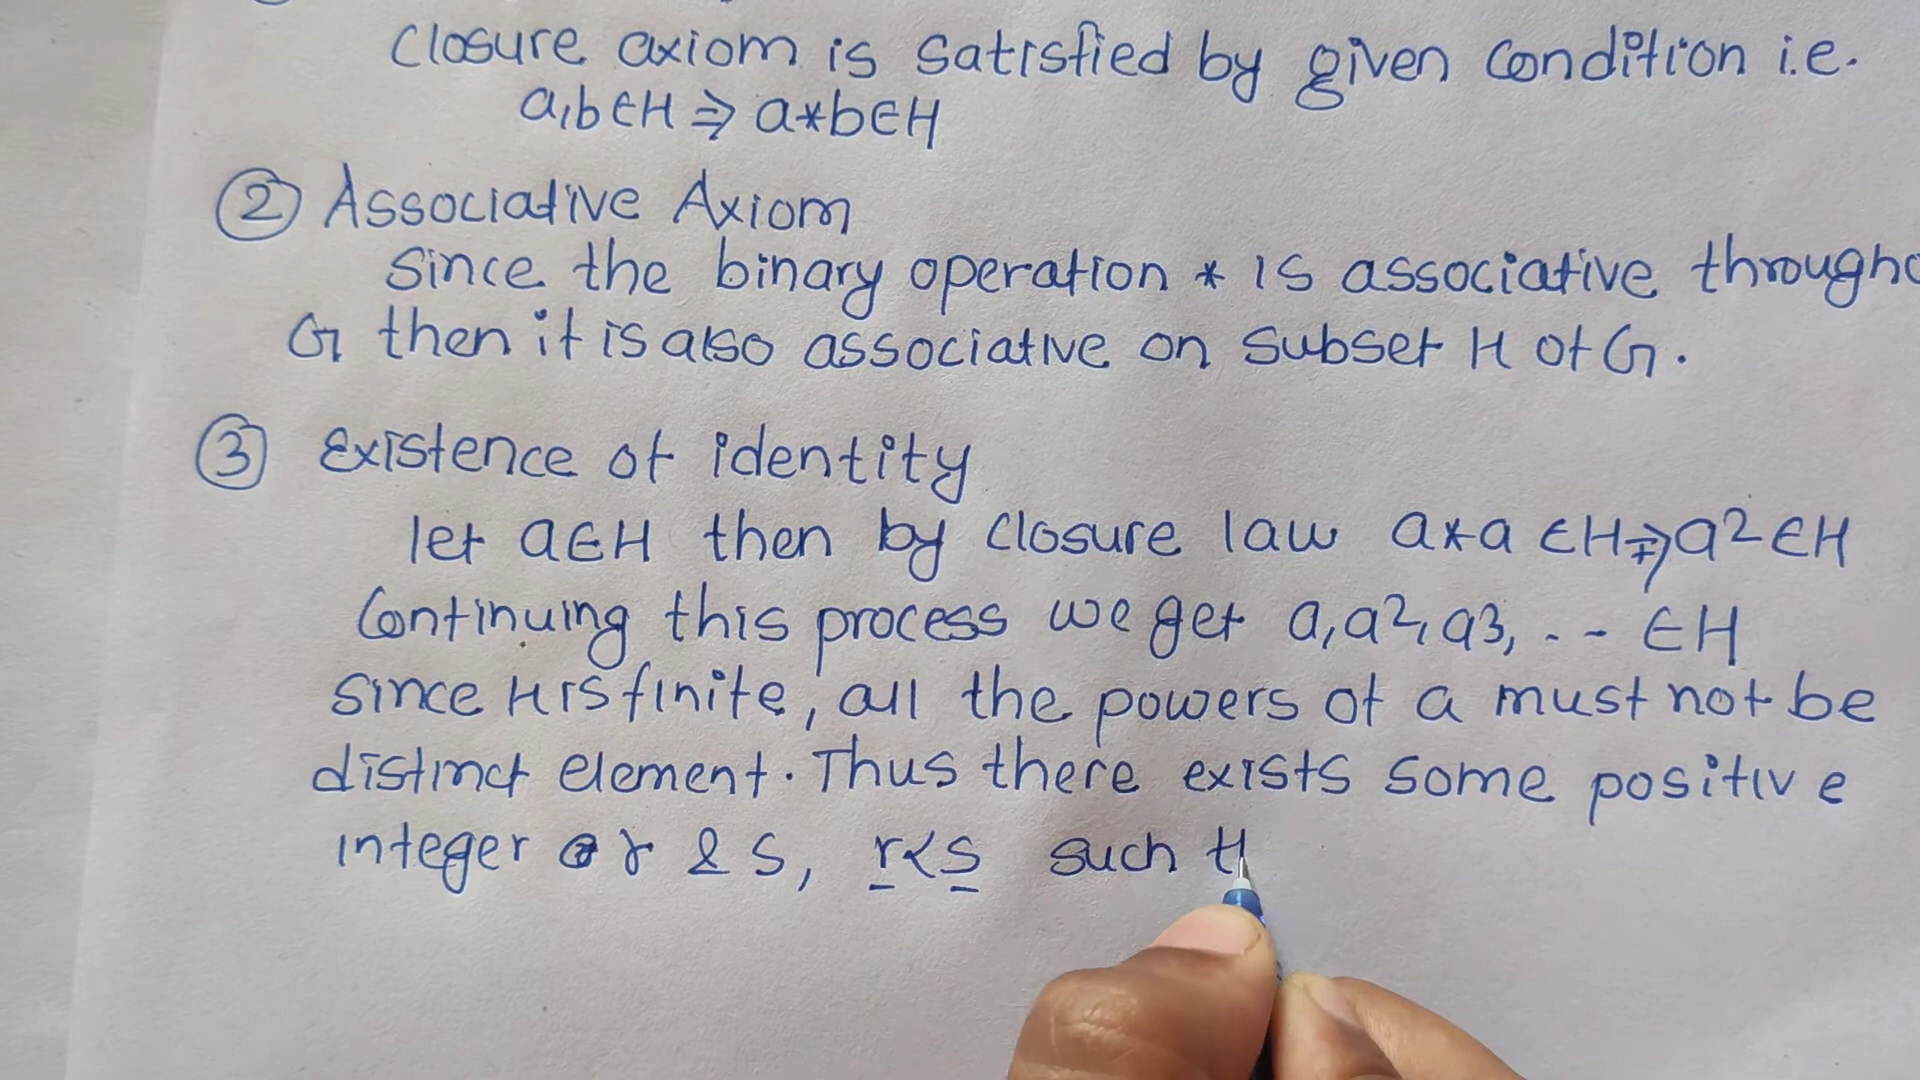 Closure axiom is satisfied by given condition i.e.
a,b∈H ⇒ a*b∈H
② Associative Axiom
Since the binary operation * is associative
G then it is also associative on subset H of G.
③ Existence of identity
let a∈H then by closure law a*a ∈H⇒a² ∈H
Continuing this process we get a,a²,a3, .-- ∈H
since H is finite, all the powers of a must not be
distinct element. Thus there exists some positive
integer r & s, r<s such